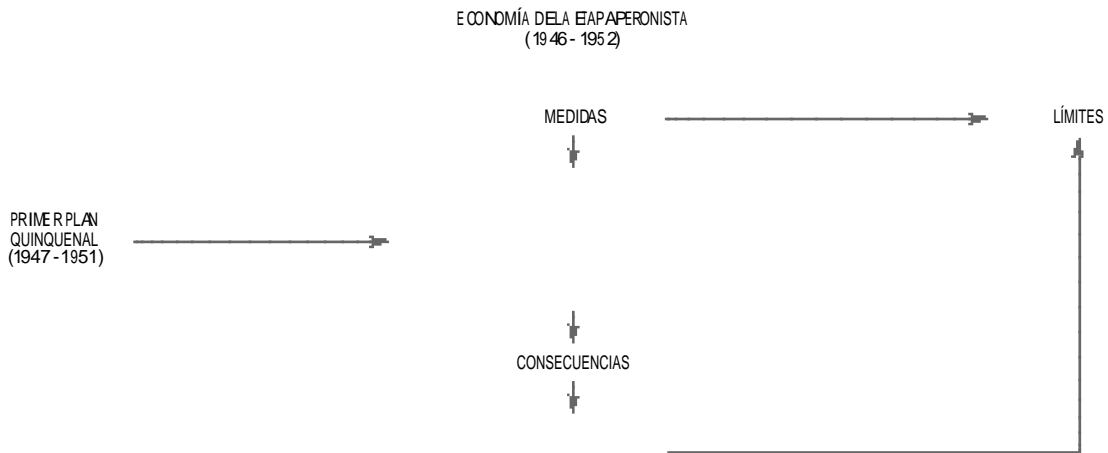 ECONOMÍA DE LA ETAPA PERONISTA
(1946 - 1952)
MEDIDAS
LÍMITES
PRIMER PLAN
QUINQUENAL
(1947 - 1951)
CONSECUENCIAS